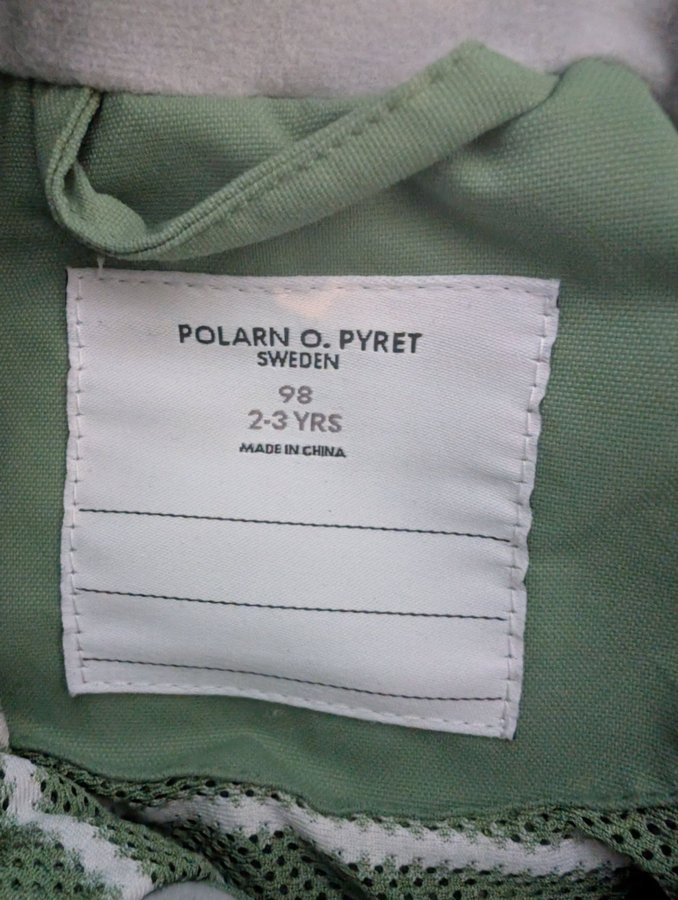 POLARN O. PYRET
SWEDEN
98
2-3 YRS
MADE IN CHINA